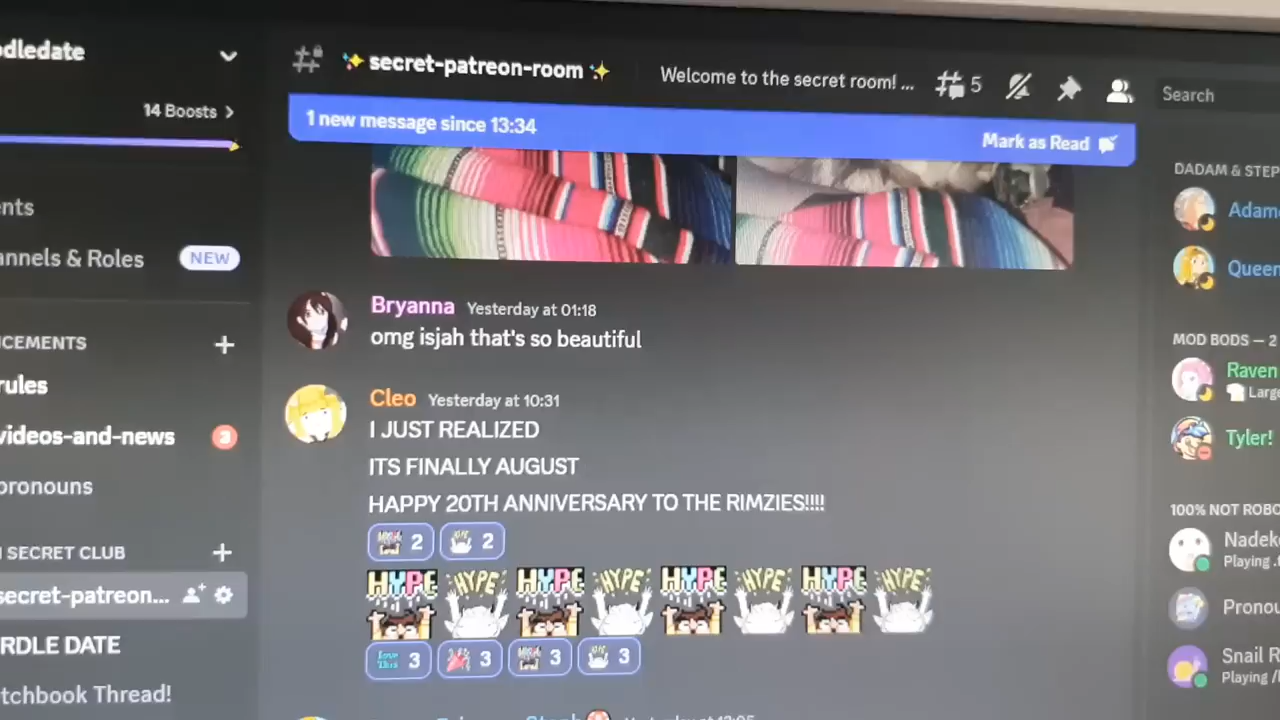 dledate
14 Boosts
ents
annels & Roles NEW
CEMENTS
rules
videos-and-news 3
pronouns
SECRET CLUB
secret-patreon...
RDLE DATE
tchbook Thread!
secret-patreon-room
Welcome to the secret room! ...
5
Search
1 new message since 13:34
Mark as Read
Bryanna Yesterday at 01:18
omg isjah that's so beautiful
Cleo Yesterday at 10:31
I JUST REALIZED
ITS FINALLY AUGUST
HAPPY 20TH ANNIVERSARY TO THE RIMZIES!!!!
2 2
HYPE HYPE HYPE HYPE HYPE HYPE HYPE HYPE
3 3 3 3
DADAM & STEP
Adam
Queen
MOD BODS — 2
Raven
Large
Tyler!
100% NOT ROBO
Nadek
Playing
Pronou
Snail R
Playing